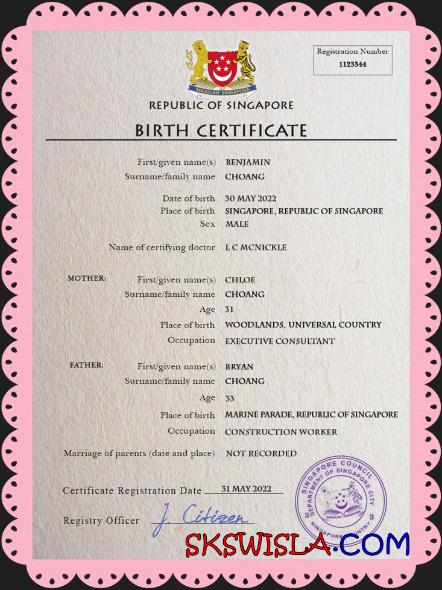 Registration Number
1123344
MAJULAH SINGAPURA
REPUBLIC OF SINGAPORE
BIRTH CERTIFICATE
First/given name(s) BENJAMIN
Surname/family name CHOANG
Date of birth 30 MAY 2022
Place of birth SINGAPORE, REPUBLIC OF SINGAPORE
Sex MALE
Name of certifying doctor L C MCNICKLE
MOTHER: First/given name(s) CHLOE
Surname/family name CHOANG
Age 31
Place of birth WOODLANDS, UNIVERSAL COUNTRY
Occupation EXECUTIVE CONSULTANT
FATHER: First/given name(s) BRYAN
Surname/family name CHOANG
Age 33
Place of birth MARINE PARADE, REPUBLIC OF SINGAPORE
Occupation CONSTRUCTION WORKER
Marriage of parents (date and place) NOT RECORDED
Certificate Registration Date 31 MAY 2022
Registry Officer J. Citizen
SINGAPORE COUNCIL
DEPARTMENT OF SINGAPORE CITY
SINGAPORE COUNTRY
SKSWISLA.COM